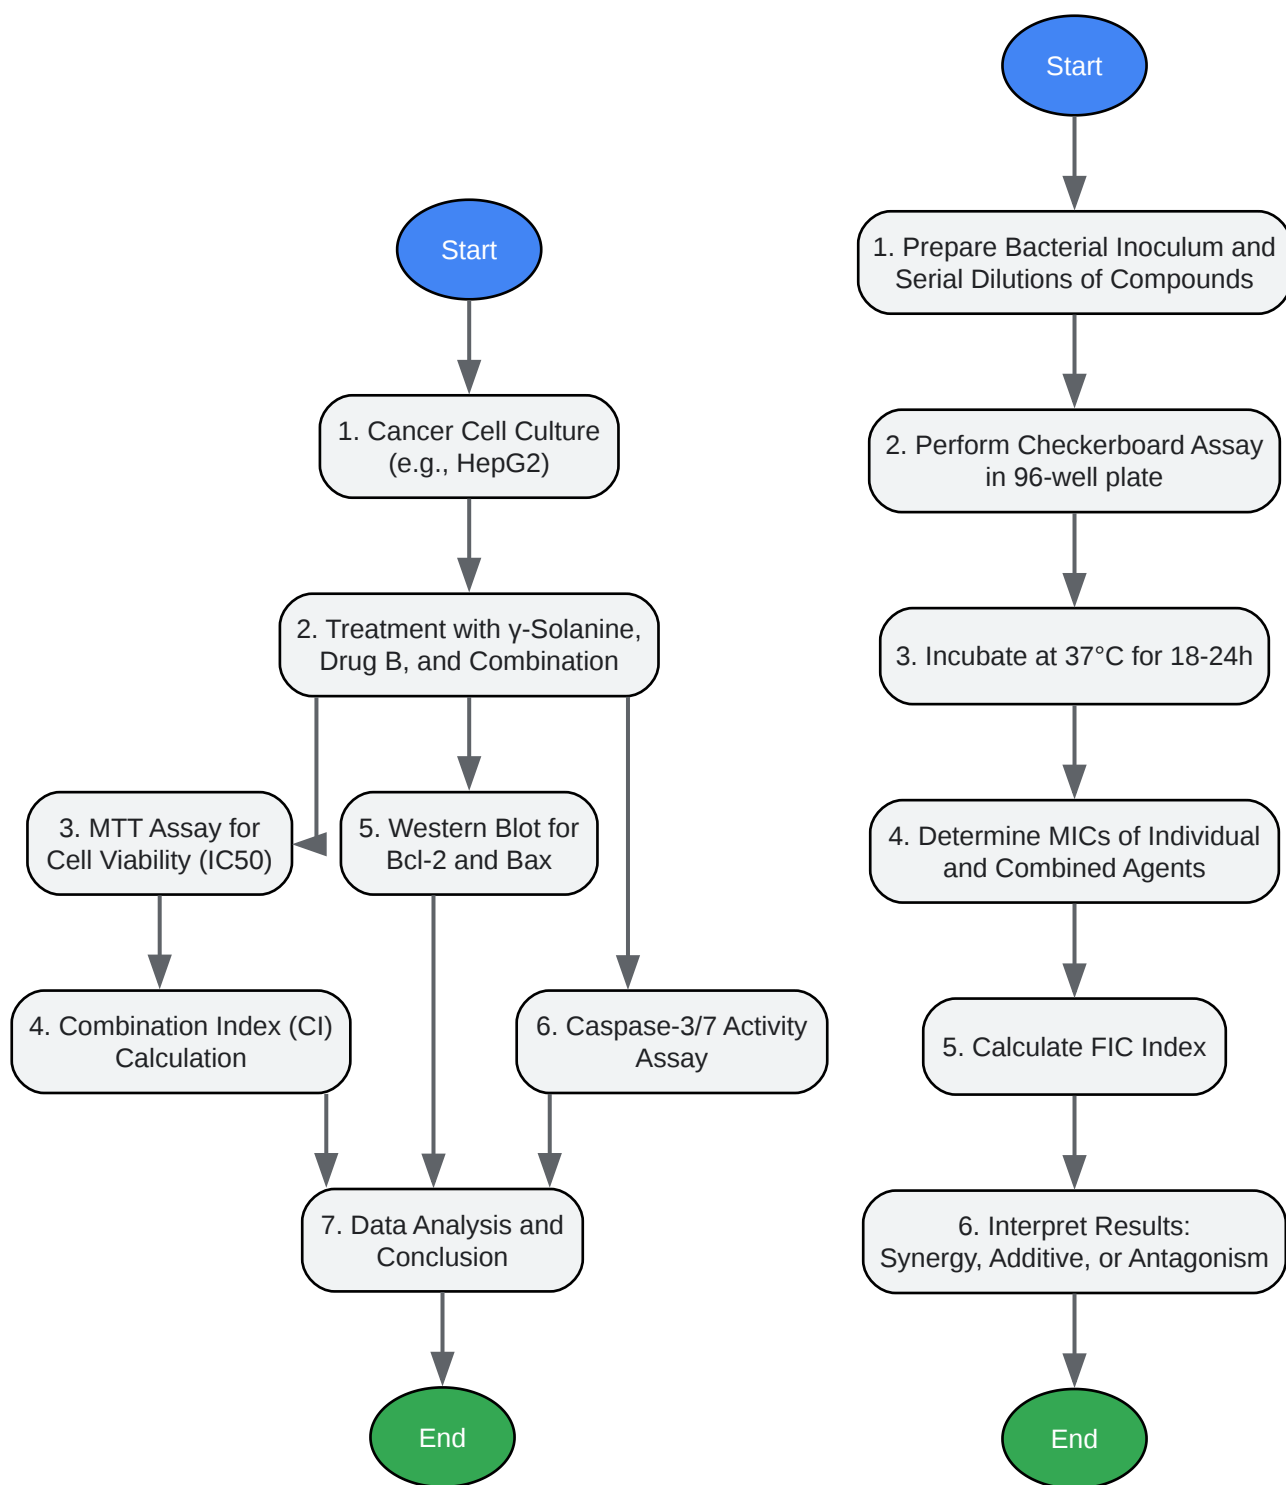 Start
1. Cancer Cell Culture
(e.g., HepG2)
2. Treatment with γ-Solanine,
Drug B, and Combination
3. MTT Assay for
Cell Viability (IC50)
5. Western Blot for
Bcl-2 and Bax
4. Combination Index (CI)
Calculation
6. Caspase-3/7 Activity
Assay
7. Data Analysis and
Conclusion
End
Start
1. Prepare Bacterial Inoculum and
Serial Dilutions of Compounds
2. Perform Checkerboard Assay
in 96-well plate
3. Incubate at 37°C for 18-24h
4. Determine MICs of Individual
and Combined Agents
5. Calculate FIC Index
6. Interpret Results:
Synergy, Additive, or Antagonism
End